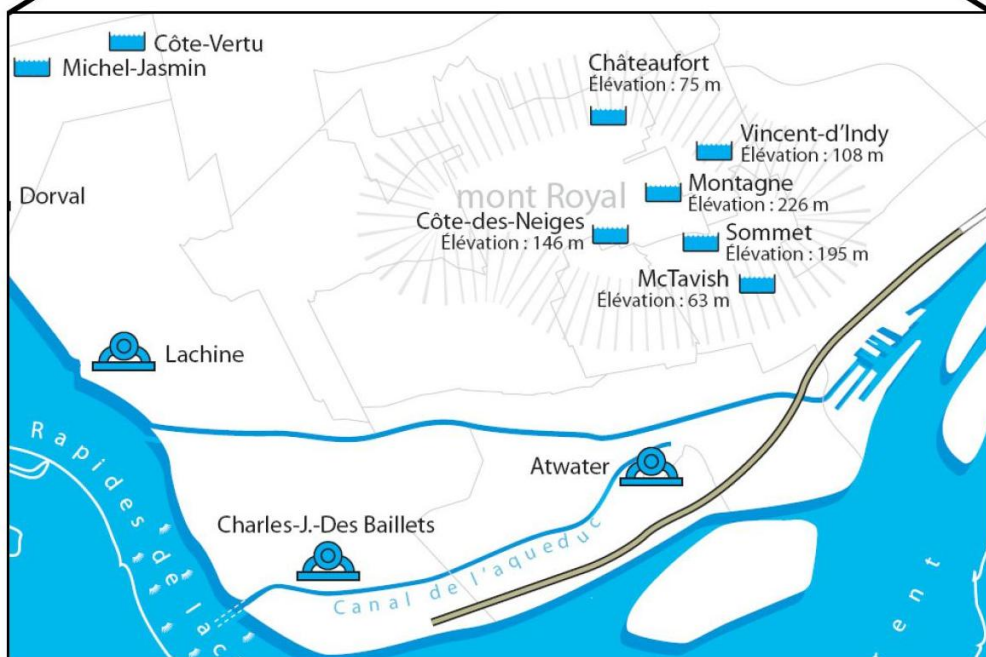 Côte-Vertu
Michel-Jasmin
Châteaufort
Élévation : 75 m
Vincent-d'Indy
Élévation : 108 m
Dorval
mont Royal
Montagne
Élévation : 226 m
Côte-des-Neiges
Élévation : 146 m
Sommet
Élévation : 195 m
McTavish
Élévation : 63 m
Lachine
Rapides de lac
Atwater
Charles-J.-Des Baillets
Canal de l'aqueduc
ent